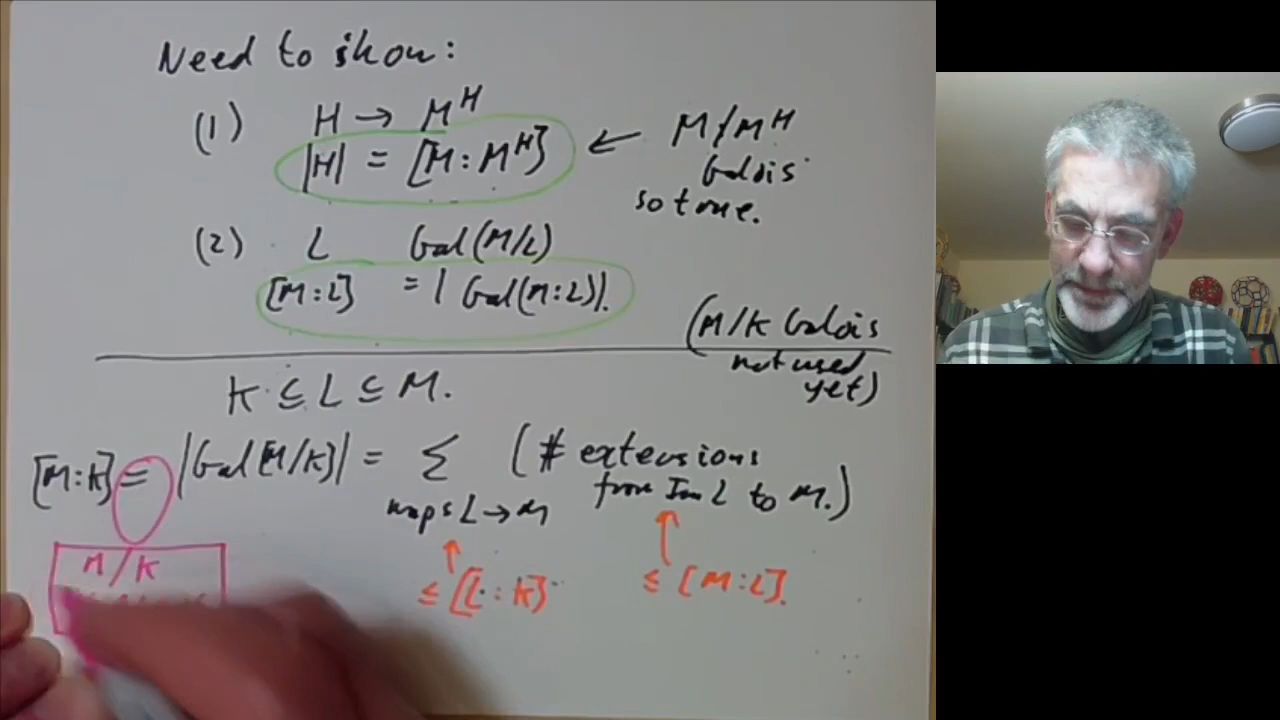 Need to show:
(1) H → M^H
|H| = [M:M^H] ← M/M^H
Galois
so true.
(2) L Gal(M/L)
[M:L] = | Gal(M:L)|.
(M/K Galois
not used
yet)
K ⊆ L ⊆ M.
[M:K] = |Gal[M/K]| = Σ (# extensions
maps L→M from Im L to M.)
M/K
≤ [L:K] ≤ [M:L].